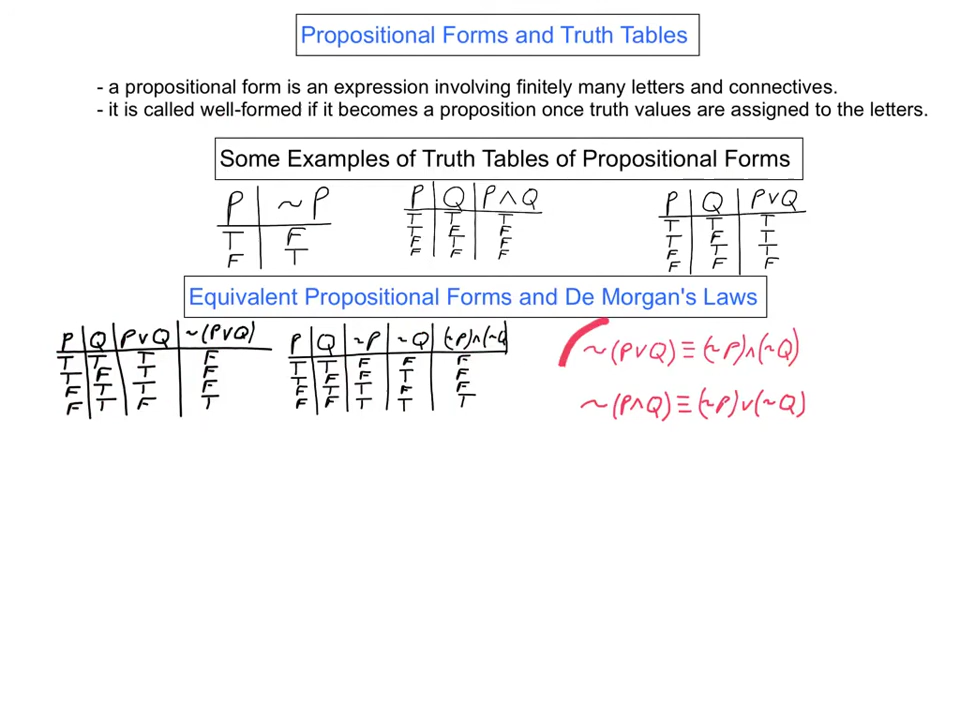 Propositional Forms and Truth Tables
- a propositional form is an expression involving finitely many letters and connectives.
- it is called well-formed if it becomes a proposition once truth values are assigned to the letters.
Some Examples of Truth Tables of Propositional Forms
P ~P
T F
F T
P Q P∧Q
T T T
T F F
F T F
F F F
P Q P∨Q
T T T
T F T
F T T
F F F
Equivalent Propositional Forms and De Morgan's Laws
P Q P∨Q ~(P∨Q)
T T T F
T F T F
F T T F
F T F T
P Q ~P ~Q (~P)∧(~Q
T T F F F
T F F T F
F T T F F
F F T T T
~(P∨Q)≡(~P)∧(~Q)
~(P∧Q)≡(~P)∨(~Q)